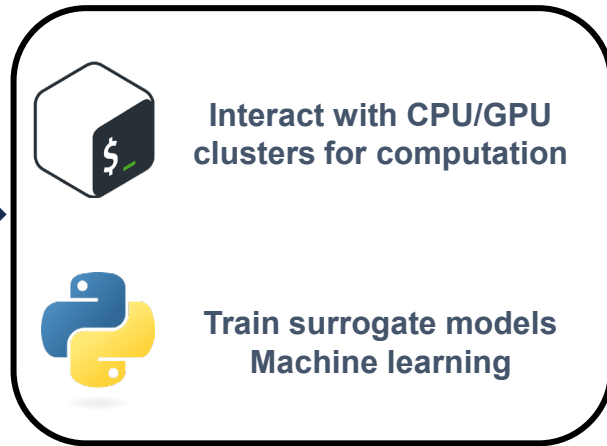 Interact with CPU/GPU
clusters for computation
$_
Train surrogate models
Machine learning